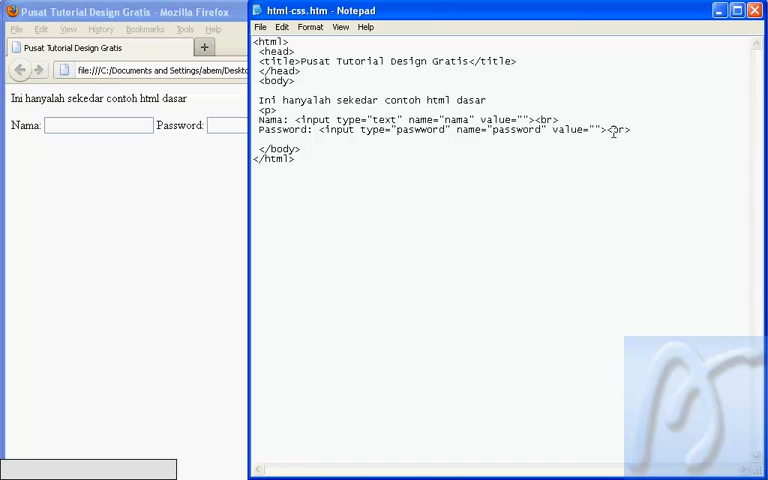 Pusat Tutorial Design Gratis - Mozilla Firefox
File Edit View History Bookmarks Tools
Pusat Tutorial Design Gratis
file:///C:/Documents and Settings/abem/Deskto
Ini hanyalah sekedar contoh html dasar
Nama: Password:
html-css.htm - Notepad
File Edit Format View Help
<html>
<head>
<title>Pusat Tutorial Design Gratis</title>
</head>
<body>
Ini hanyalah sekedar contoh html dasar
<p>
Nama: <input type="text" name="nama" value=""><br>
Password: <input type="paswword" name="password" value=""><br>
</body>
</html>